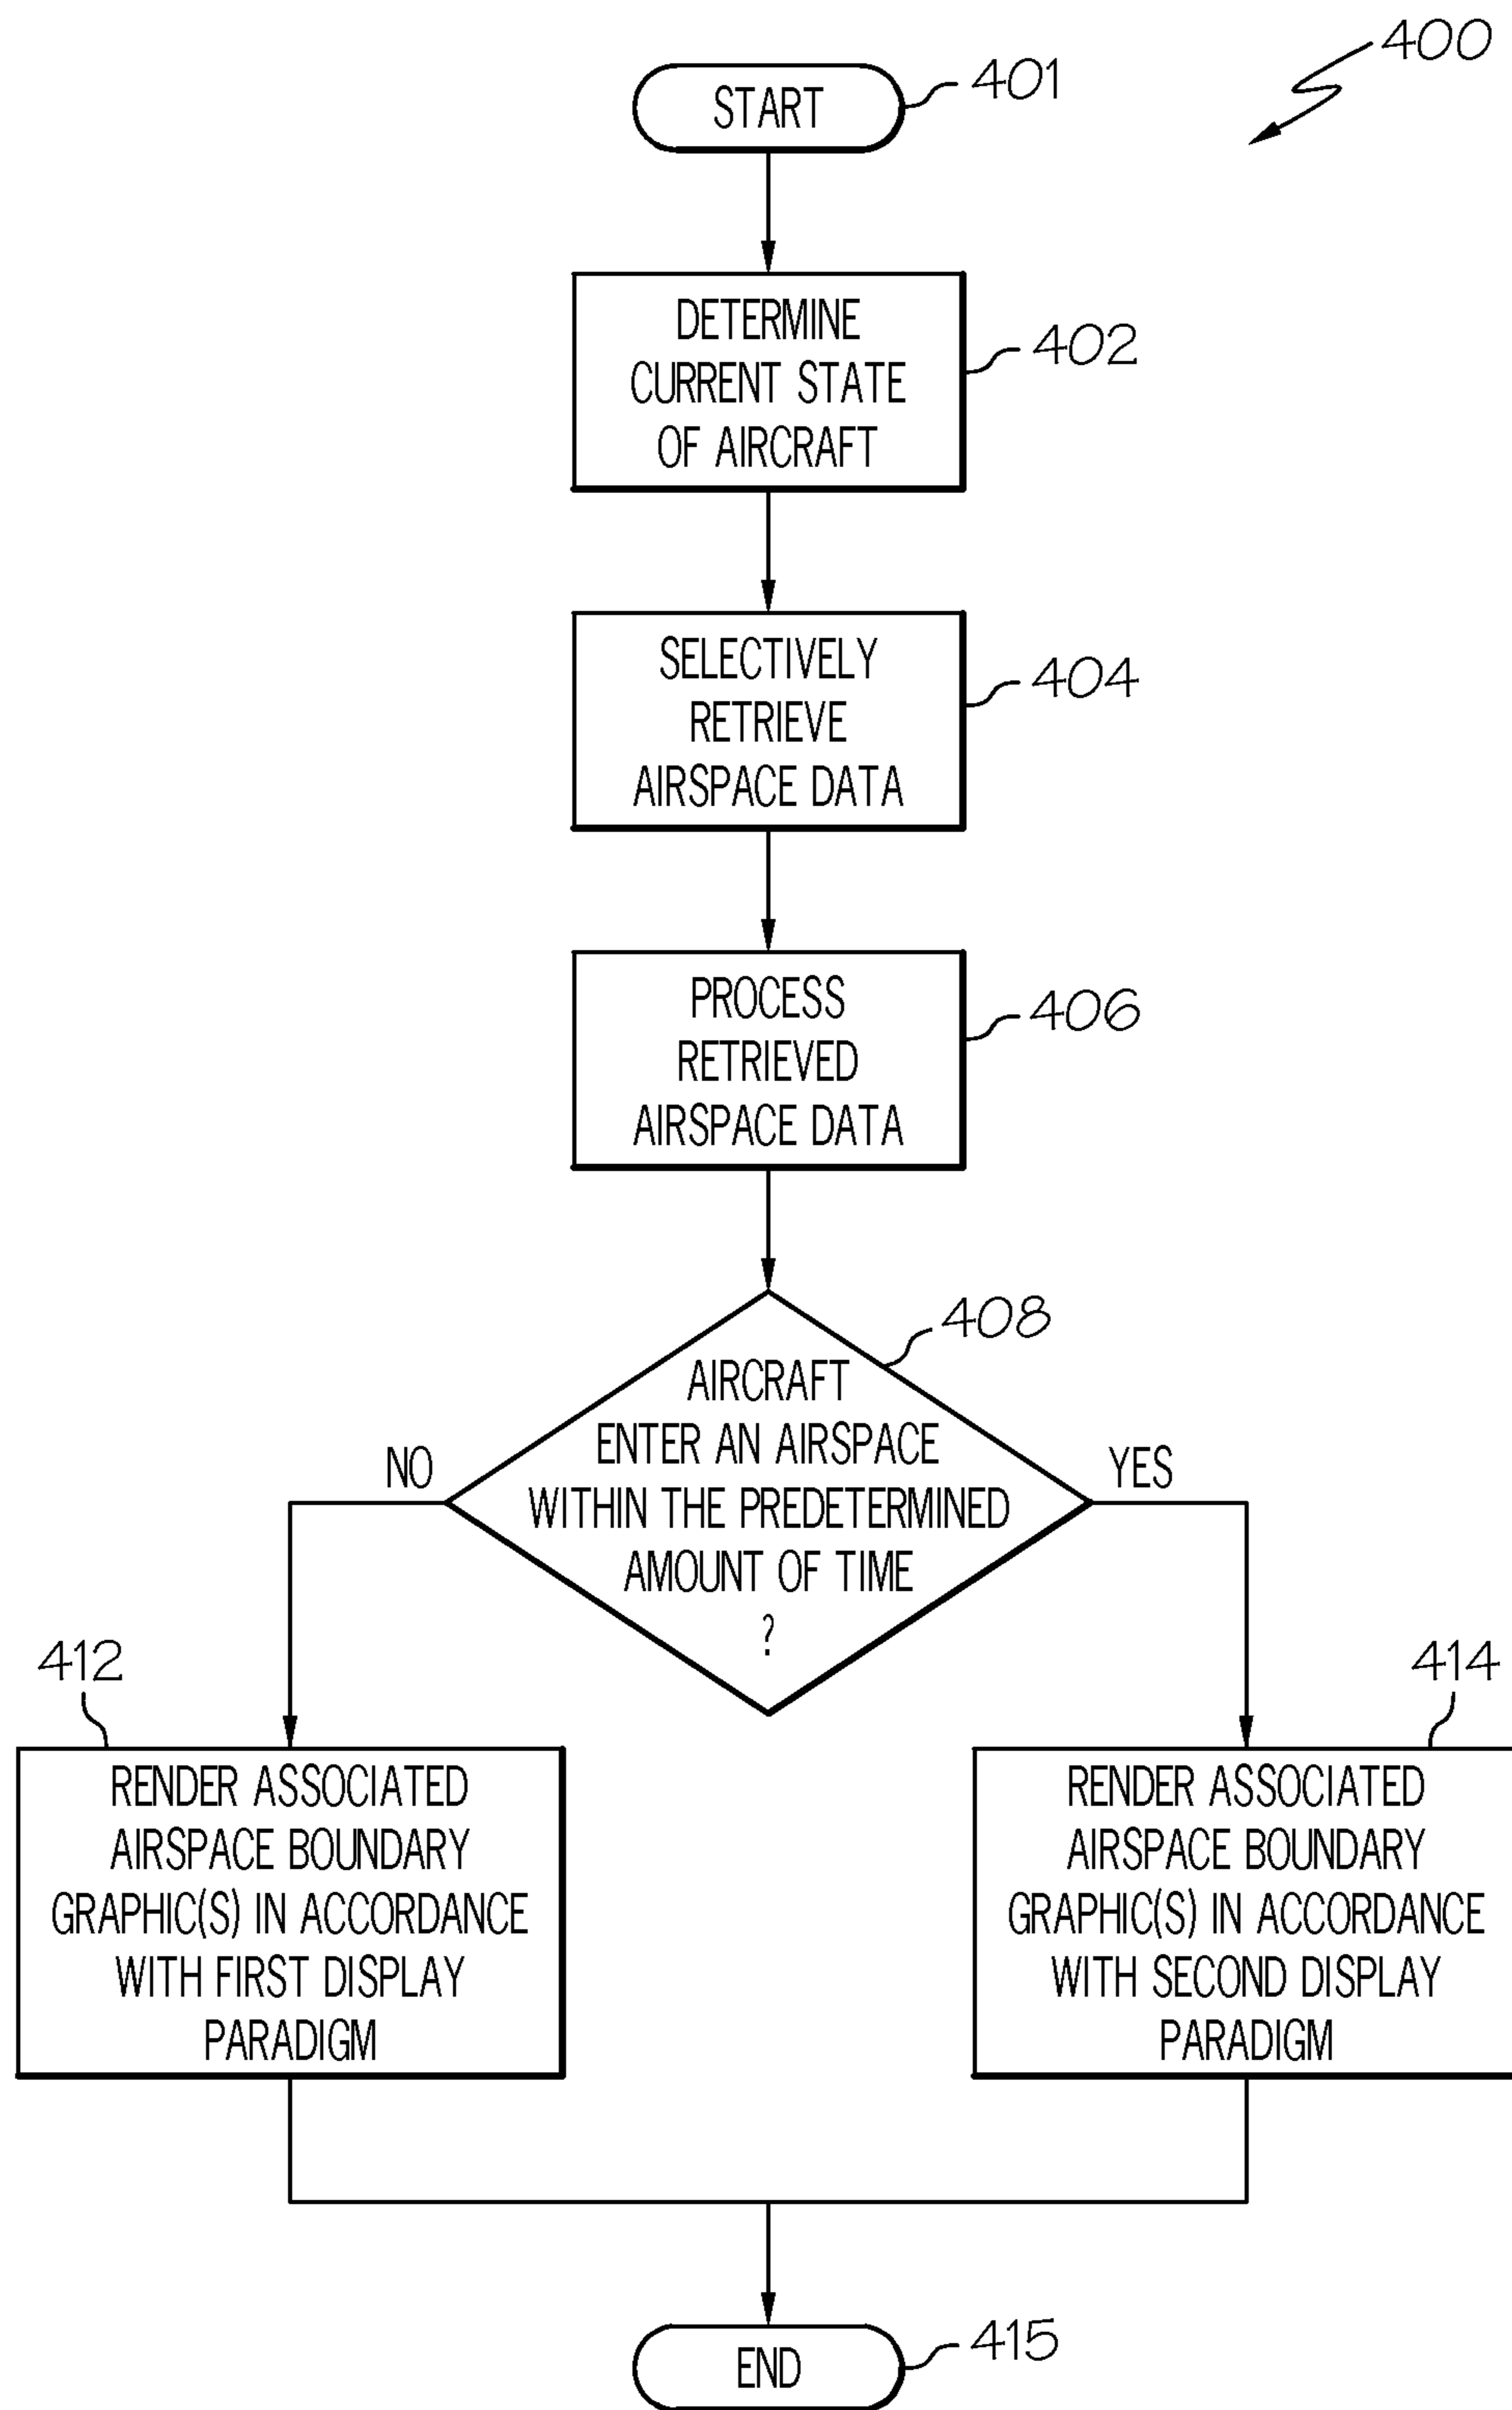 400
START
401
DETERMINE
CURRENT STATE
OF AIRCRAFT
402
SELECTIVELY
RETRIEVE
AIRSPACE DATA
404
PROCESS
RETRIEVED
AIRSPACE DATA
406
408
AIRCRAFT
ENTER AN AIRSPACE
WITHIN THE PREDETERMINED
AMOUNT OF TIME
?
NO
YES
412
RENDER ASSOCIATED
AIRSPACE BOUNDARY
GRAPHIC(S) IN ACCORDANCE
WITH FIRST DISPLAY
PARADIGM
414
RENDER ASSOCIATED
AIRSPACE BOUNDARY
GRAPHIC(S) IN ACCORDANCE
WITH SECOND DISPLAY
PARADIGM
END
415